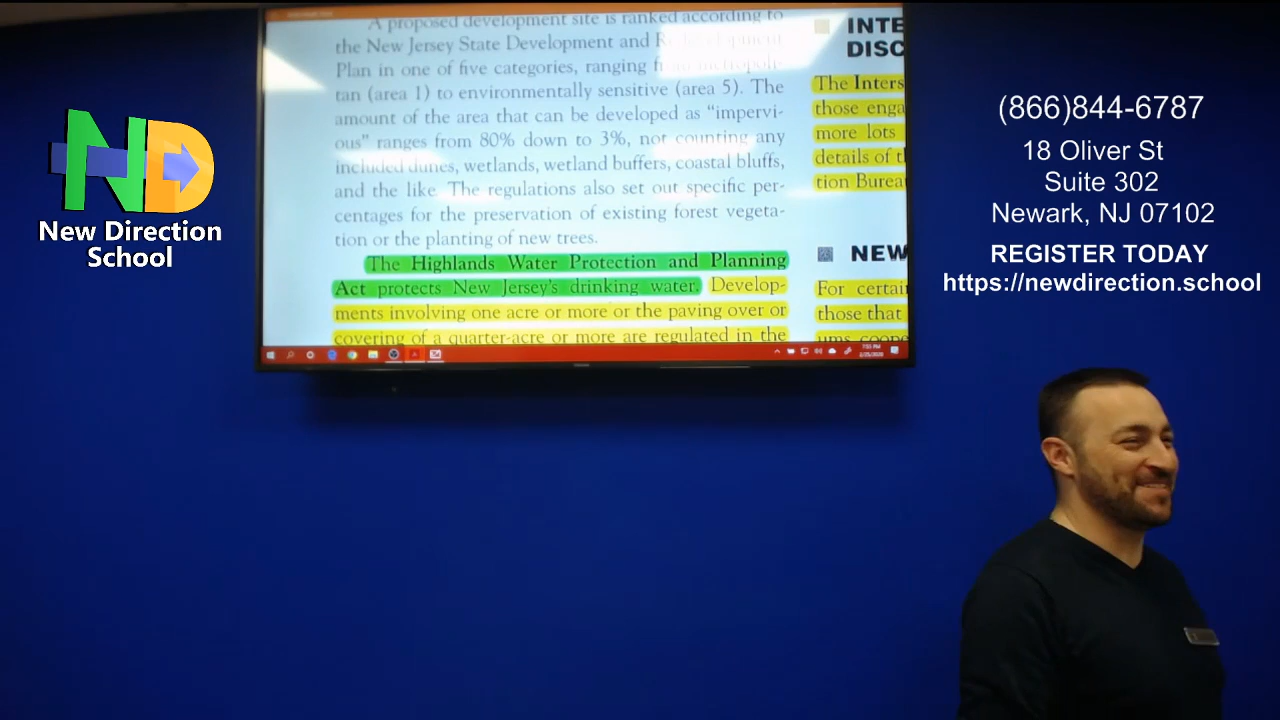 ND
New Direction
School
A proposed development site is ranked according to
the New Jersey State Development and Redevelopment
Plan in one of five categories, ranging from metropoli-
tan (area 1) to environmentally sensitive (area 5). The
amount of the area that can be developed as “impervi-
ous” ranges from 80% down to 3%, not counting any
included dunes, wetlands, wetland buffers, coastal bluffs,
and the like. The regulations also set out specific per-
centages for the preservation of existing forest vegeta-
tion or the planting of new trees.
The Highlands Water Protection and Planning
Act protects New Jersey’s drinking water. Develop-
ments involving one acre or more or the paving over or
covering of a quarter-acre or more are regulated in the
INTE
DISC
The Inters
those enga
more lots
details of t
tion Burea
NEW
For certai
those that
(866)844-6787
18 Oliver St
Suite 302
Newark, NJ 07102
REGISTER TODAY
https://newdirection.school